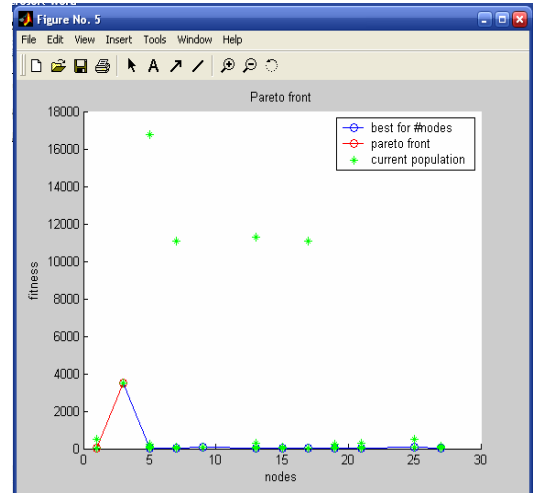 Figure No. 5
File Edit View Insert Tools Window Help
A
Pareto front
18000
16000
14000
12000
10000
8000
6000
4000
2000
0
fitness
best for #nodes
pareto front
current population
0 5 10 15 20 25 30
nodes